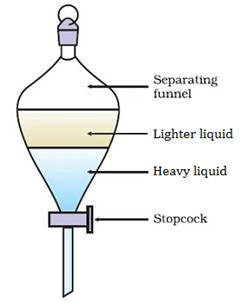 Separating
funnel
Lighter liquid
Heavy liquid
Stopcock